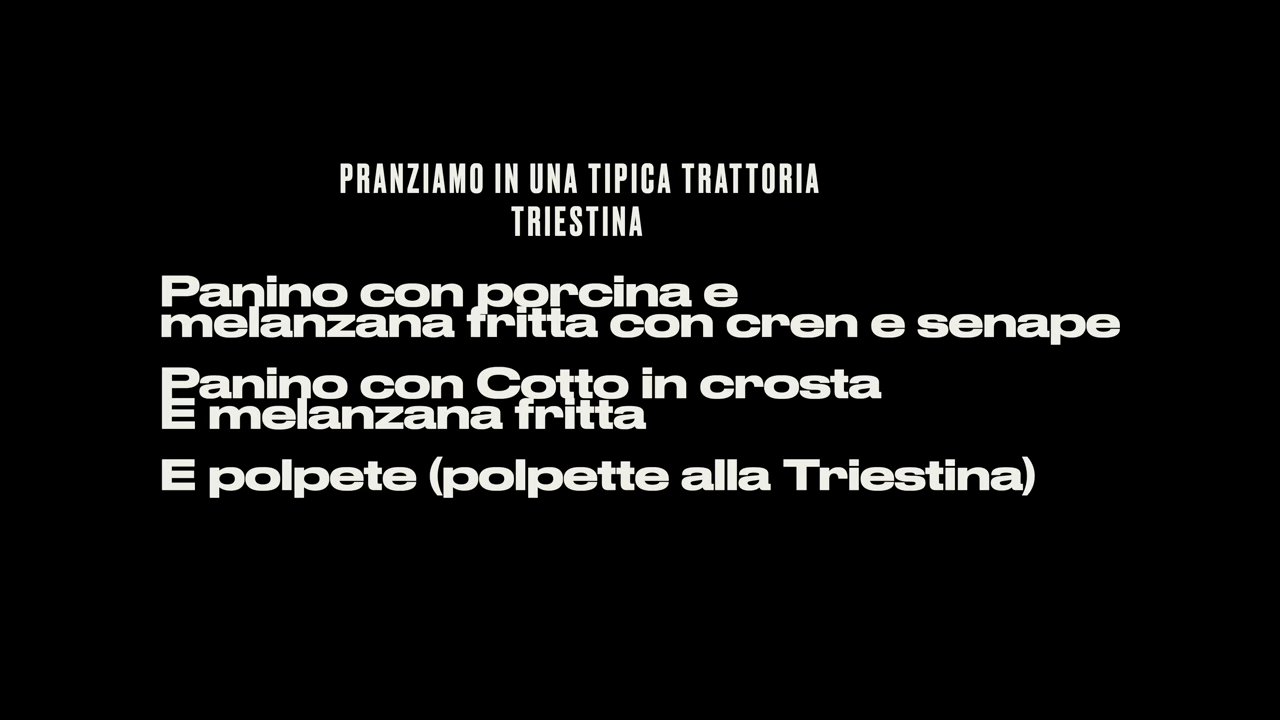 PRANZIAMO IN UNA TIPICA TRATTORIA
TRIESTINA
Panino con porcina e
melanzana fritta con cren e senape
Panino con Cotto in crosta
E melanzana fritta
E polpete (polpette alla Triestina)